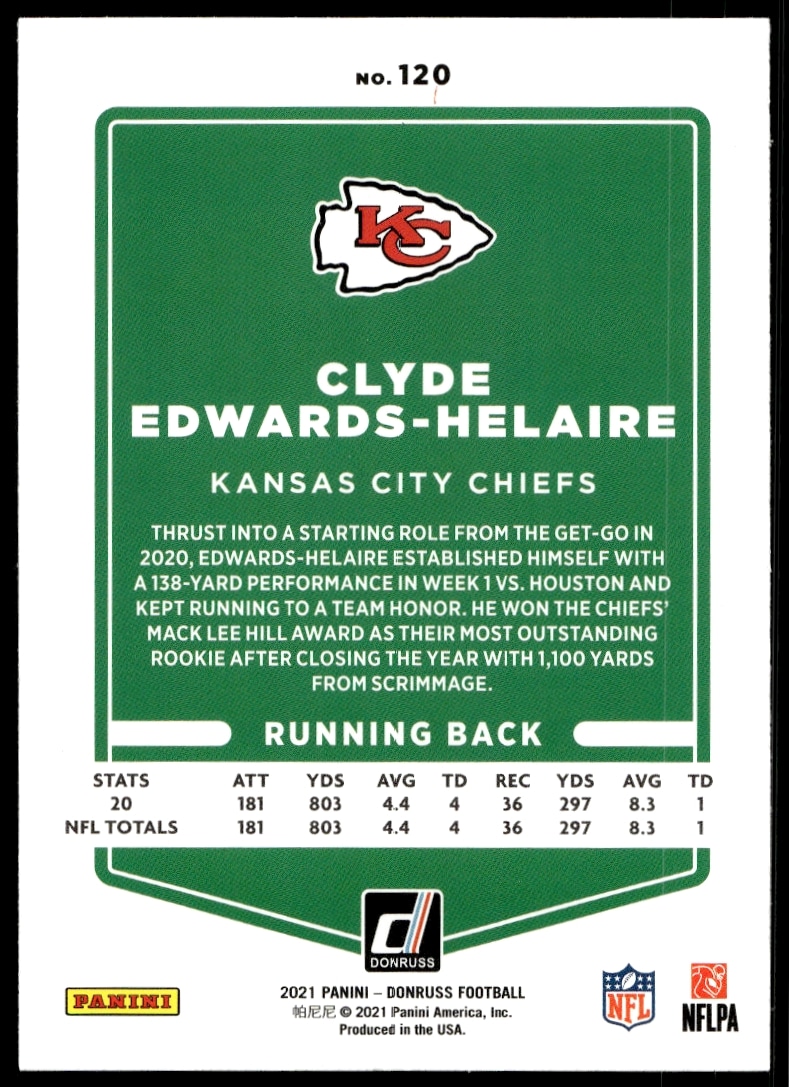 NO. 120
KC
CLYDE
EDWARDS-HELAIRE
KANSAS CITY CHIEFS
THRUST INTO A STARTING ROLE FROM THE GET-GO IN
2020, EDWARDS-HELAIRE ESTABLISHED HIMSELF WITH
A 138-YARD PERFORMANCE IN WEEK 1 VS. HOUSTON AND
KEPT RUNNING TO A TEAM HONOR. HE WON THE CHIEFS'
MACK LEE HILL AWARD AS THEIR MOST OUTSTANDING
ROOKIE AFTER CLOSING THE YEAR WITH 1,100 YARDS
FROM SCRIMMAGE.
RUNNING BACK
STATS ATT YDS AVG TD REC YDS AVG TD
20 181 803 4.4 4 36 297 8.3 1
NFL TOTALS 181 803 4.4 4 36 297 8.3 1
d
DONRUSS
PANINI
2021 PANINI – DONRUSS FOOTBALL
帕尼尼 © 2021 Panini America, Inc.
Produced in the USA.
NFL
NFLPA